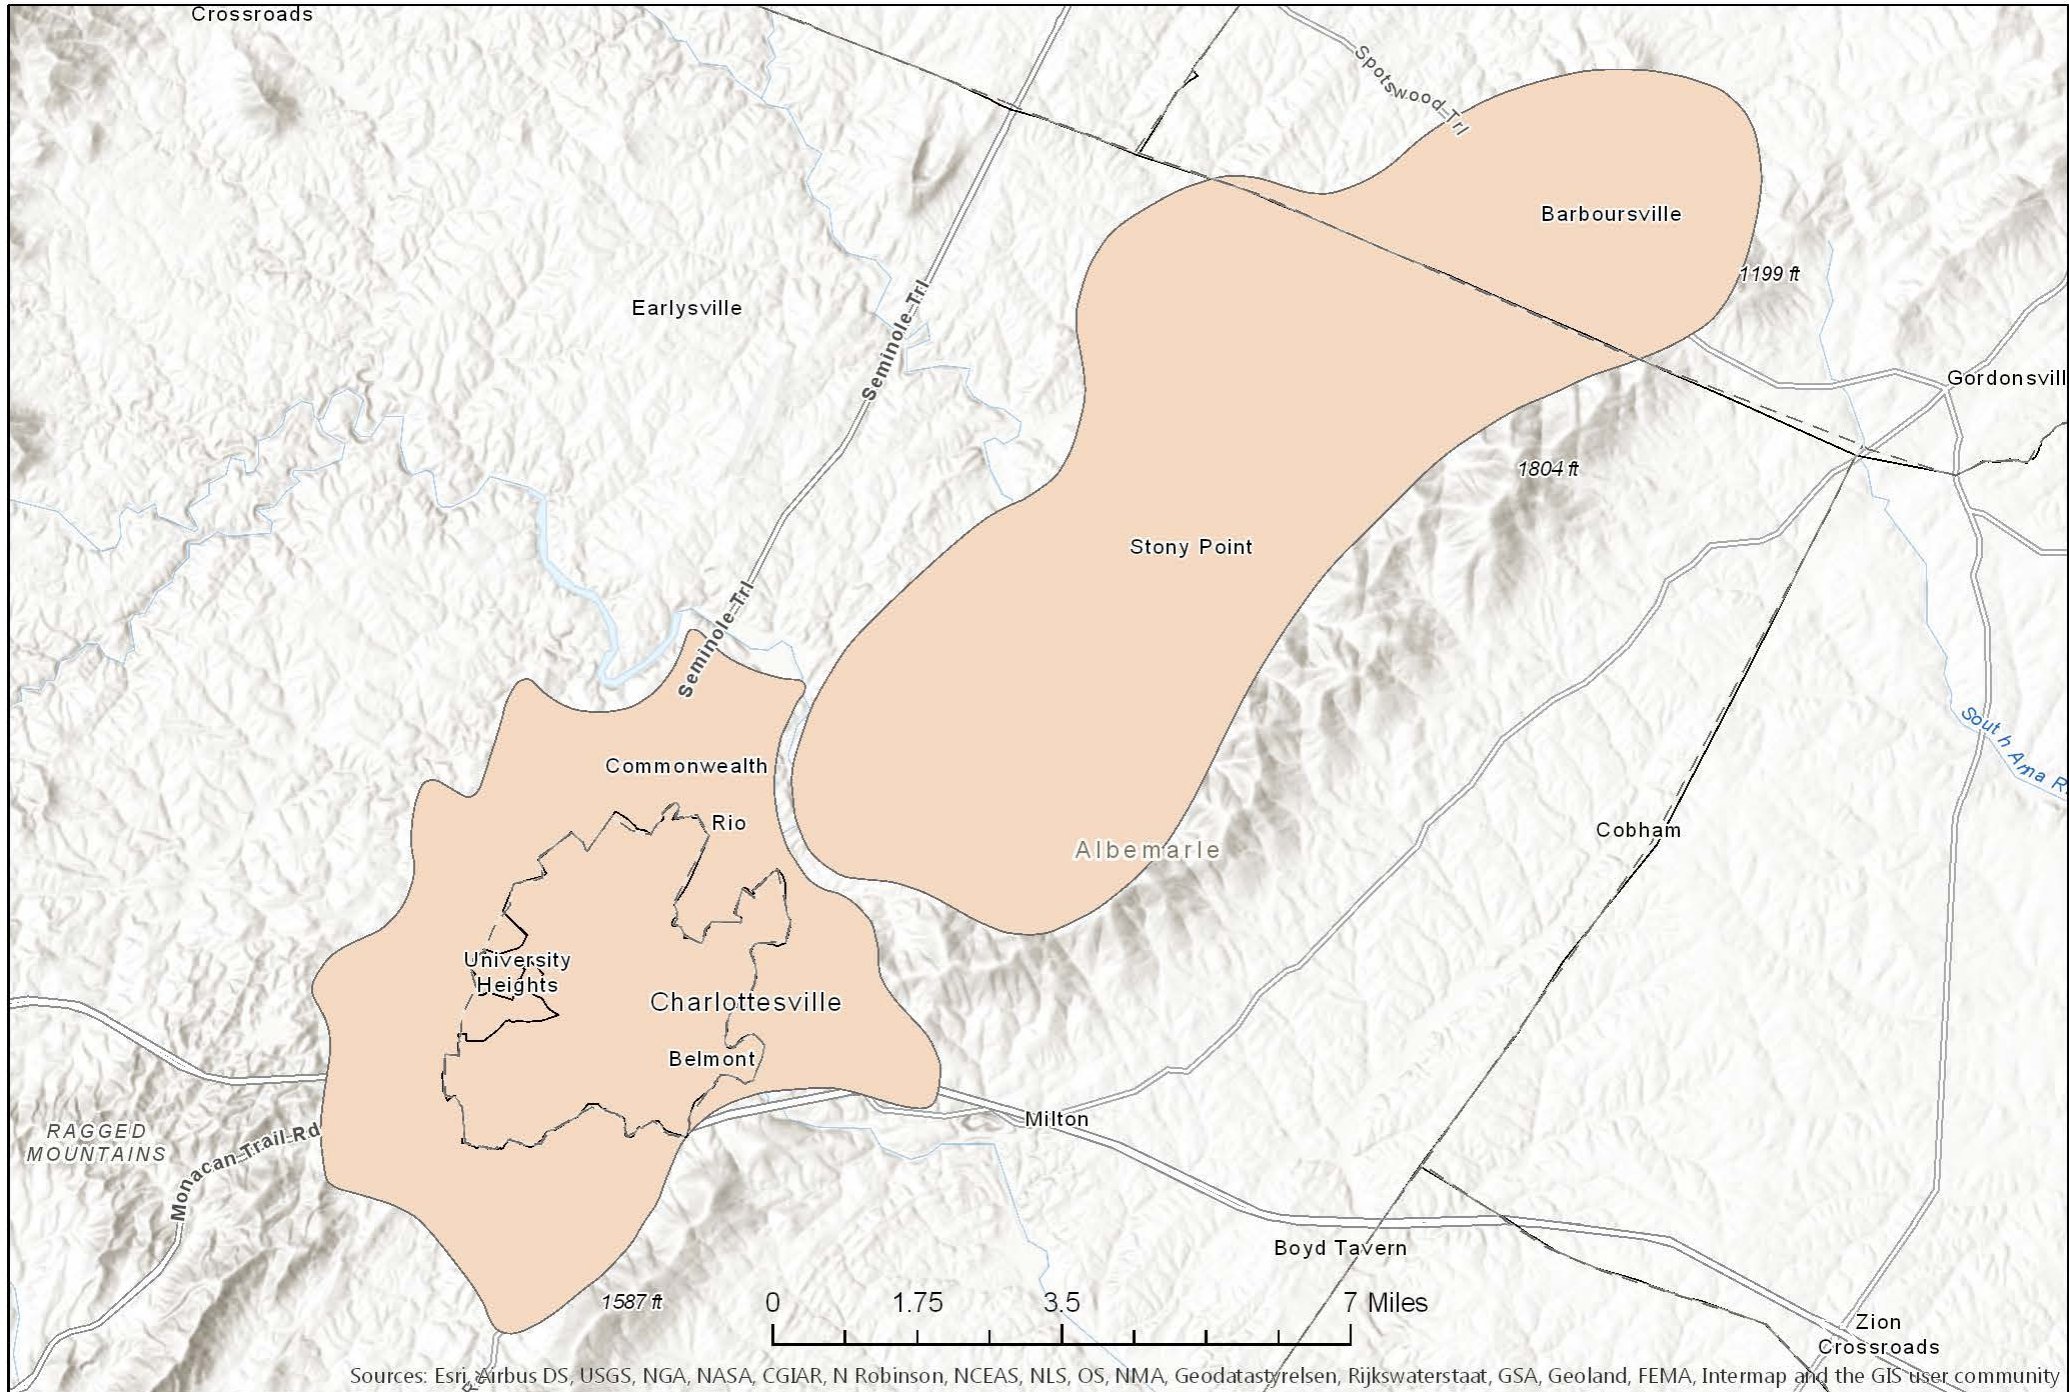 Crossroads
Spotswood Trl
Barboursville
1199 ft
Earlysville
Seminole Trl
Gordonsvill
1804 ft
Stony Point
Seminole Trl
South Anna R.
Commonwealth
Rio
Cobham
Albemarle
University
Heights
Charlottesville
Belmont
Milton
RAGGED
MOUNTAINS
Monacan Trail Rd
Boyd Tavern
1587 ft
0 1.75 3.5 7 Miles
Zion
Crossroads
Sources: Esri, Airbus DS, USGS, NGA, NASA, CGIAR, N Robinson, NCEAS, NLS, OS, NMA, Geodatastyrelsen, Rijkswaterstaat, GSA, Geoland, FEMA, Intermap and the GIS user community